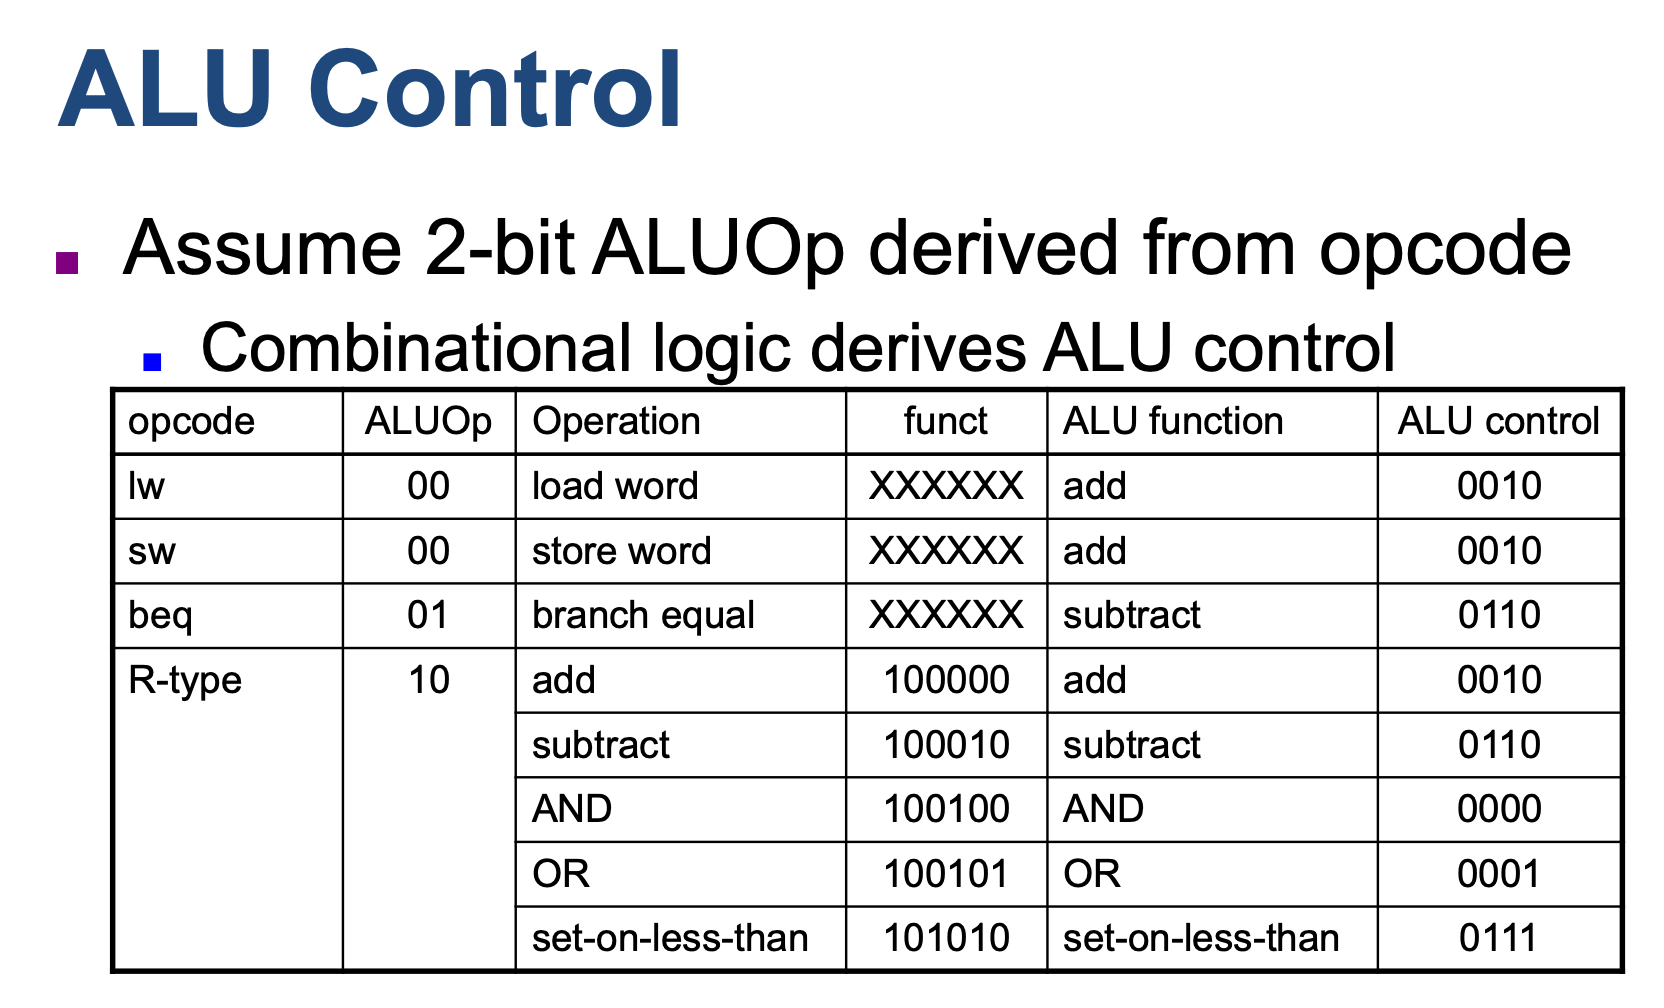 ALU Control
Assume 2-bit ALUOp derived from opcode
Combinational logic derives ALU control
opcode ALUOp Operation funct ALU function ALU control
lw 00 load word XXXXXX add 0010
sw 00 store word XXXXXX add 0010
beq 01 branch equal XXXXXX subtract 0110
R-type 10 add 100000 add 0010
subtract 100010 subtract 0110
AND 100100 AND 0000
OR 100101 OR 0001
set-on-less-than 101010 set-on-less-than 0111